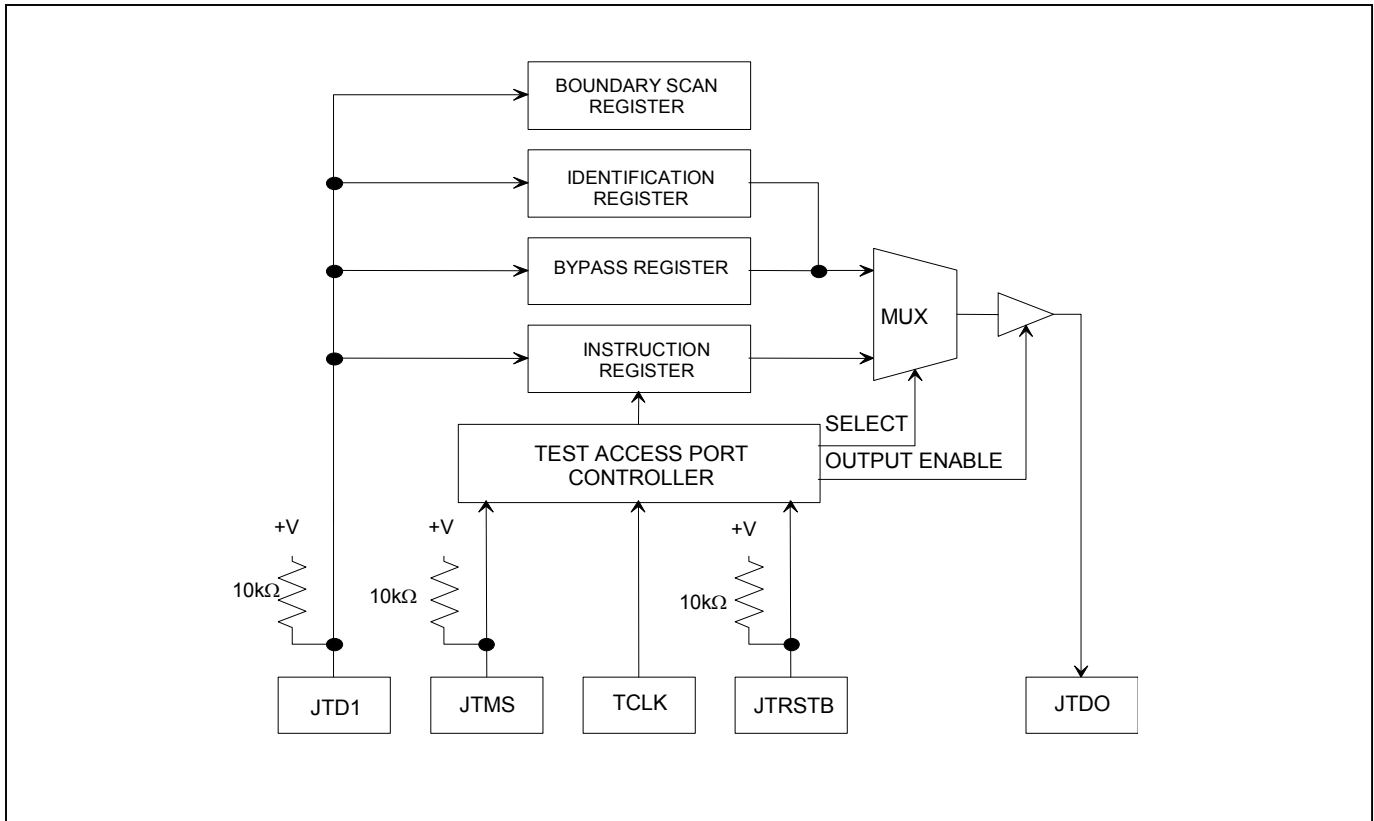 BOUNDARY SCAN
REGISTER
IDENTIFICATION
REGISTER
BYPASS REGISTER
MUX
INSTRUCTION
REGISTER
SELECT
TEST ACCESS PORT
CONTROLLER
OUTPUT ENABLE
+V
+V
+V
10kΩ
10kΩ
10kΩ
JTD1
JTMS
TCLK
JTRSTB
JTDO